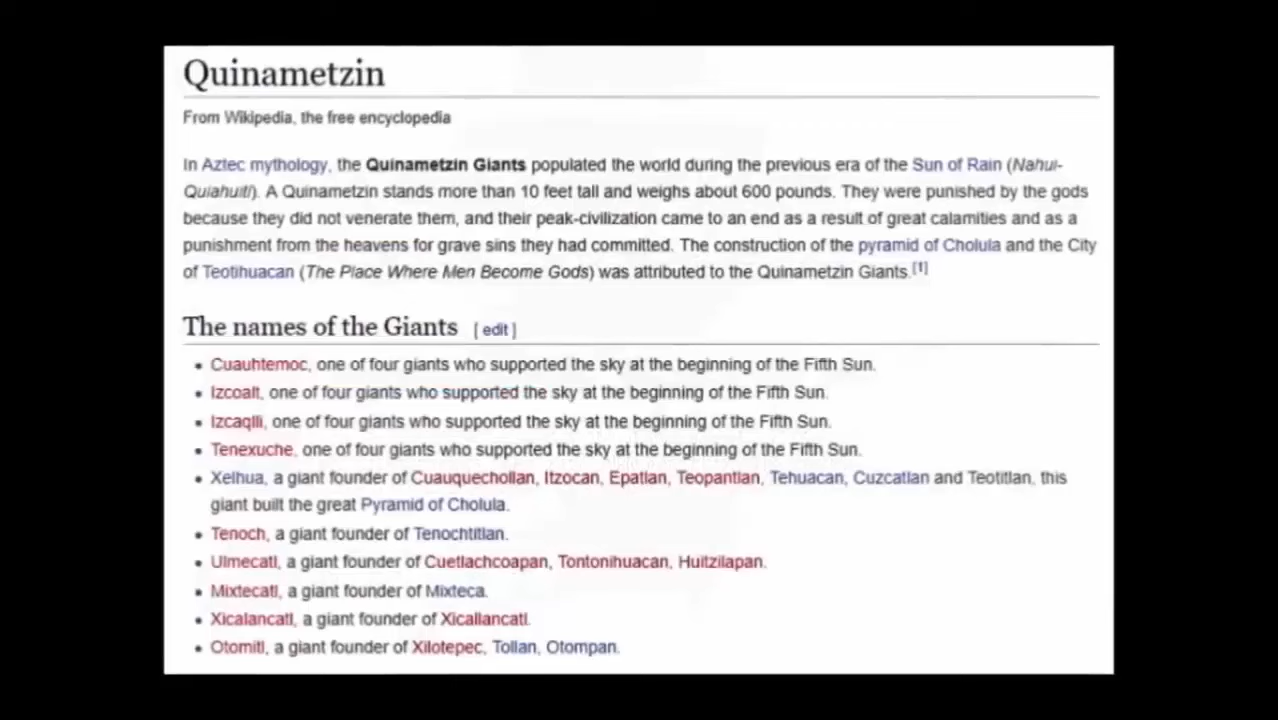 Quinametzin
From Wikipedia, the free encyclopedia
In Aztec mythology, the Quinametzin Giants populated the world during the previous era of the Sun of Rain (Nahui-
Quiahuitl). A Quinametzin stands more than 10 feet tall and weighs about 600 pounds. They were punished by the gods
because they did not venerate them, and their peak-civilization came to an end as a result of great calamities and as a
punishment from the heavens for grave sins they had committed. The construction of the pyramid of Cholula and the City
of Teotihuacan (The Place Where Men Become Gods) was attributed to the Quinametzin Giants.[1]
The names of the Giants [ edit ]
• Cuauhtemoc, one of four giants who supported the sky at the beginning of the Fifth Sun.
• Izcoalt, one of four giants who supported the sky at the beginning of the Fifth Sun.
• Izcaqlli, one of four giants who supported the sky at the beginning of the Fifth Sun.
• Tenexuche, one of four giants who supported the sky at the beginning of the Fifth Sun.
• Xelhua, a giant founder of Cuauquechollan, Itzocan, Epatlan, Teopantlan, Tehuacan, Cuzcatlan and Teotitlan, this
giant built the great Pyramid of Cholula.
• Tenoch, a giant founder of Tenochtitlan.
• Ulmecatl, a giant founder of Cuetlachcoapan, Tontonihuacan, Huitzilapan.
• Mixtecatl, a giant founder of Mixteca.
• Xicalancatl, a giant founder of Xicallancatl.
• Otomitl, a giant founder of Xilotepec, Tollan, Otompan.